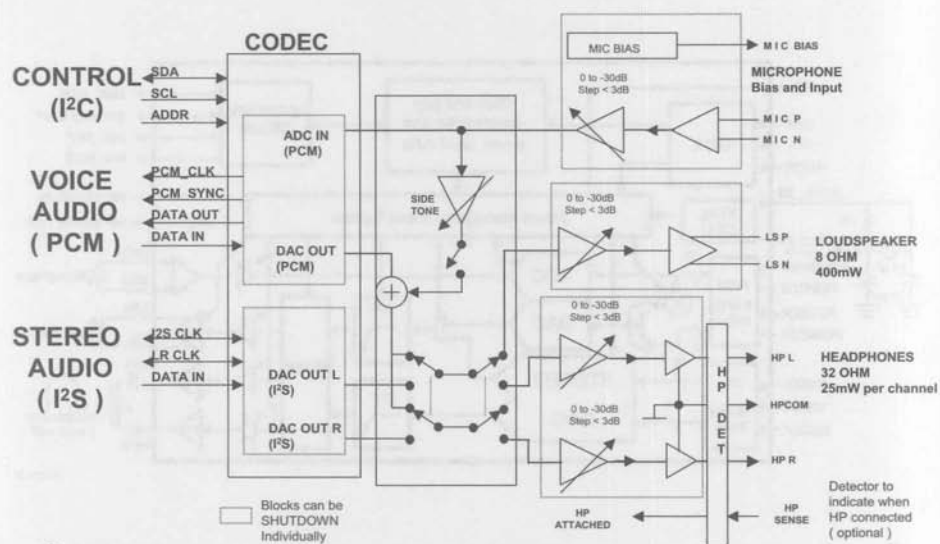 CODEC
CONTROL
(I²C)
SDA
SCL
ADDR
VOICE
AUDIO
( PCM )
PCM_CLK
PCM_SYNC
DATA OUT
DATA IN
STEREO
AUDIO
( I²S )
I2S CLK
LR CLK
DATA IN
ADC IN
(PCM)
DAC OUT
(PCM)
DAC OUT L
(I²S)
DAC OUT R
(I²S)
SIDE
TONE
MIC BIAS
0 to -30dB
Step < 3dB
MIC BIAS
MICROPHONE
Bias and Input
MIC P
MIC N
0 to -30dB
Step < 3dB
LS P
LS N
LOUDSPEAKER
8 OHM
400mW
0 to -30dB
Step < 3dB
0 to -30dB
Step < 3dB
HP DET
HP L
HPCOM
HP R
HEADPHONES
32 OHM
25mW per channel
HP
ATTACHED
HP
SENSE
Detector to
indicate when
HP connected
( optional )
Blocks can be
SHUTDOWN
Individually